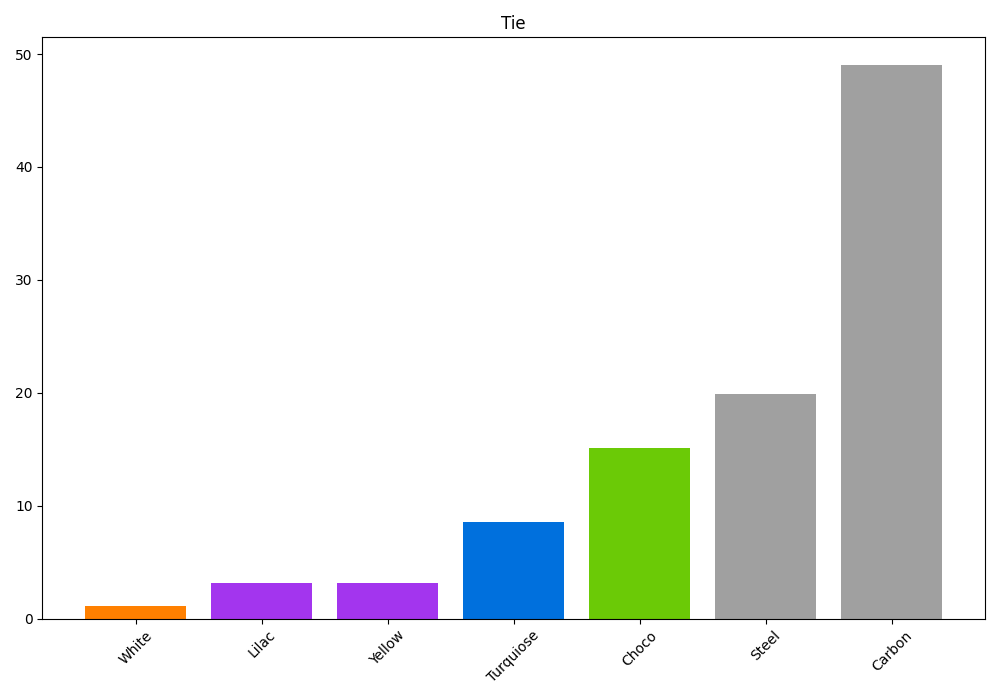 Tie
50
40
30
20
10
0
White
Lilac
Yellow
Turquiose
Choco
Steel
Carbon